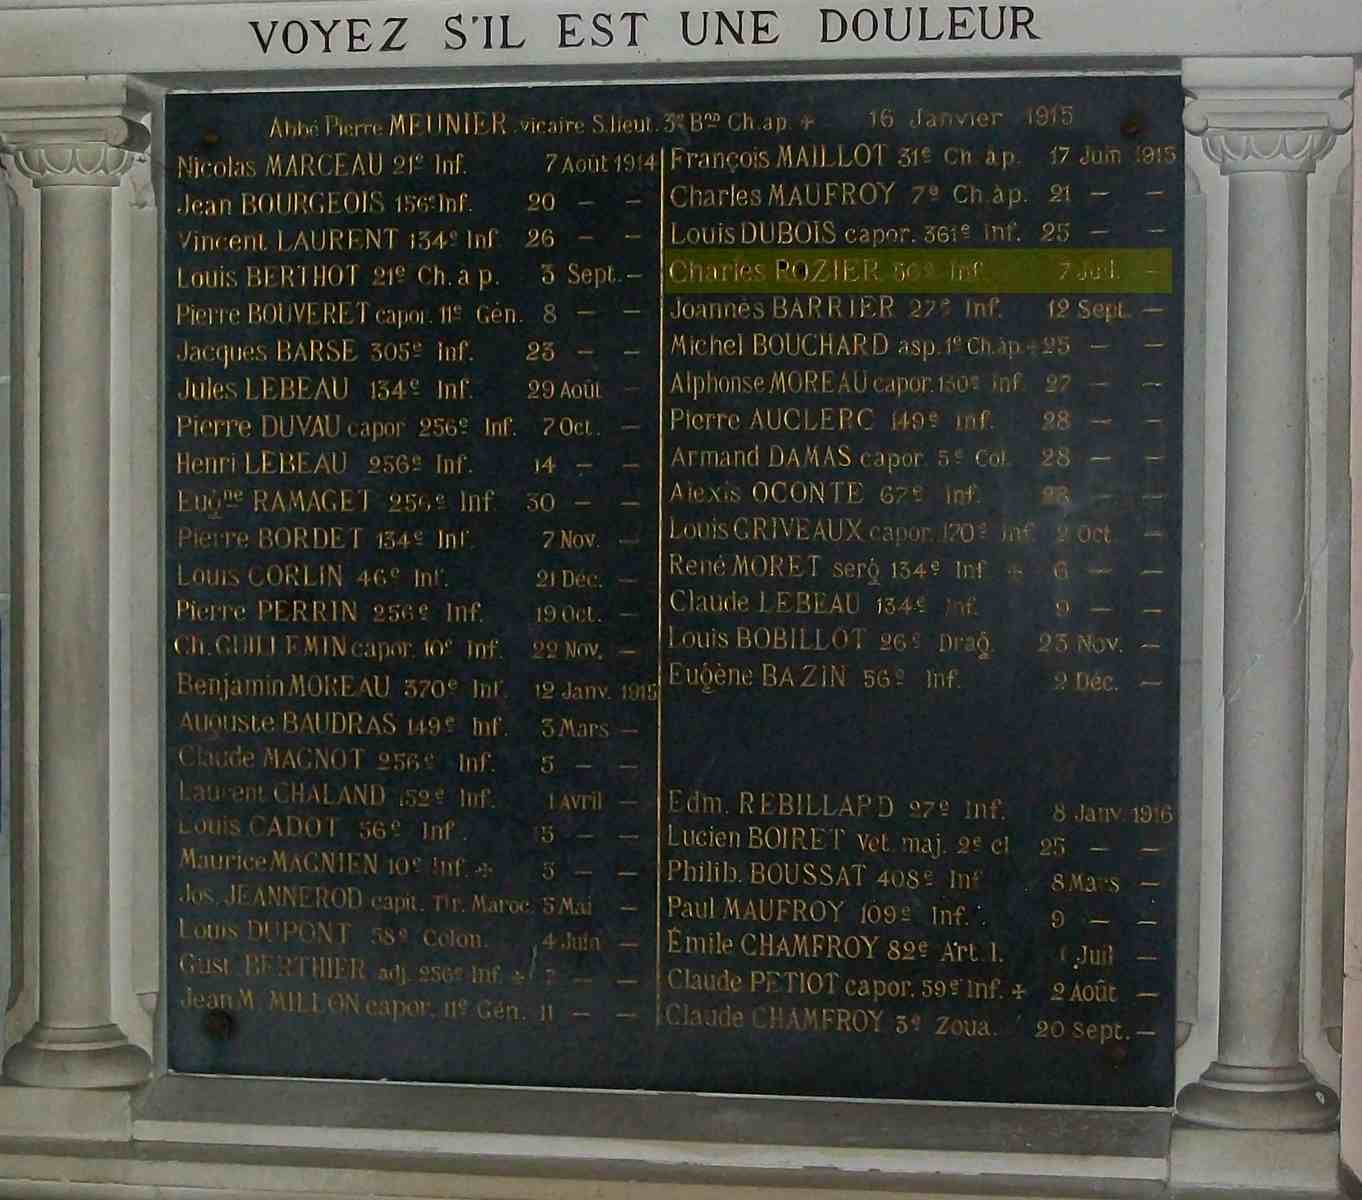 VOYEZ S'IL EST UNE DOULEUR
Abbé Pierre MEUNIER vicaire S.lieut. 3e Bon Ch.ap. + 16 Janvier 1915
Nicolas MARCEAU 21e Inf. 7 Août 1914
Jean BOURGEOIS 156e Inf. 20 — —
Vincent LAURENT 134e Inf 26 — —
Louis BERTHOT 21e Ch. à p. 3 Sept. —
Pierre BOUVERET capor. 11e Gén. 8 — —
Jacques BARSE 305e Inf. 23 — —
Jules LEBEAU 134e Inf. 29 Août —
Pierre DUVAU capor 256e Inf. 7 Oct. —
Henri LEBEAU 256e Inf. 14 — —
Eugne RAMAGET 256e Inf 30 — —
Pierre BORDET 134e Inf. 7 Nov. —
Louis CORLIN 46e Inf. 21 Déc. —
Pierre PERRIN 256e Inf. 19 Oct. —
Ch. GUILLEMIN capor. 10e Inf. 22 Nov. —
Benjamin MOREAU 370e Inf. 12 Janv. 1915
Auguste BAUDRAS 149e Inf. 3 Mars —
Claude MAGNOT 256e Inf. 5 — —
Laurent CHALAND 152e Inf. 1 Avril —
Louis CADOT 56e Inf. 5 — —
Maurice MAGNIEN 10e Inf. + 5 — —
Jos. JEANNEROD capit. Tir. Maroc. 5 Mai —
Louis DUPONT 58e Colon. 4 Juin —
Gust. BERTHIER adj. 256e Inf. + 7 — —
Jean M. MILLON capor. 11e Gén. 11 — —
François MAILLOT 31e Ch. à p. 17 Juin 1915
Charles MAUFROY 7e Ch. à p. 21 — —
Louis DUBOIS capor. 361e Inf. 25 — —
Charles ROZIER 56e Inf. 7 Juil. —
Joannès BARRIER 27e Inf. 12 Sept. —
Michel BOUCHARD asp. 1e Ch. àp. + 25 — —
Alphonse MOREAU capor. 130e Inf. 27 — —
Pierre AUCLERC 149e Inf. 28 — —
Armand DAMAS capor. 5e Col. 28 — —
Alexis OCONTE 67e Inf. 28 — —
Louis GRIVEAUX capor. 170e Inf 2 Oct —
René MORET serg 134e Inf + 6 — —
Claude LEBEAU 134e Inf. 9 — —
Louis BOBILLOT 26e Drag. 23 Nov. —
Eugène BAZIN 56e Inf. 2 Déc. —
Edm. REBILLARD 27e Inf. 8 Janv. 1916
Lucien BOIRET Vet. maj. 2e cl 25 — —
Philib. BOUSSAT 408e Inf 8 Mars —
Paul MAUFROY 109e Inf. 9 — —
Émile CHAMFROY 82e Art. l. 1 Juil —
Claude PETIOT capor. 59e Inf. + 2 Août —
Claude CHAMFROY 3e Zoua. 20 Sept. —